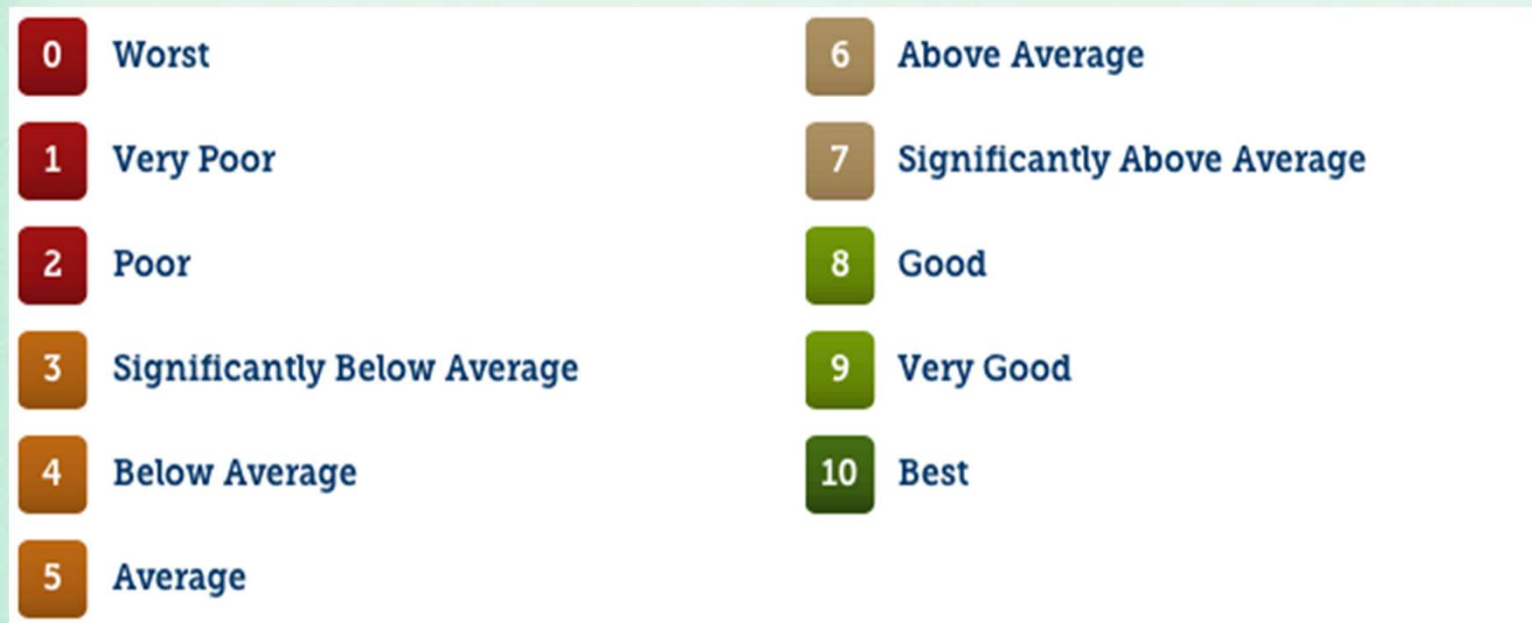 0 Worst
1 Very Poor
2 Poor
3 Significantly Below Average
4 Below Average
5 Average
6 Above Average
7 Significantly Above Average
8 Good
9 Very Good
10 Best